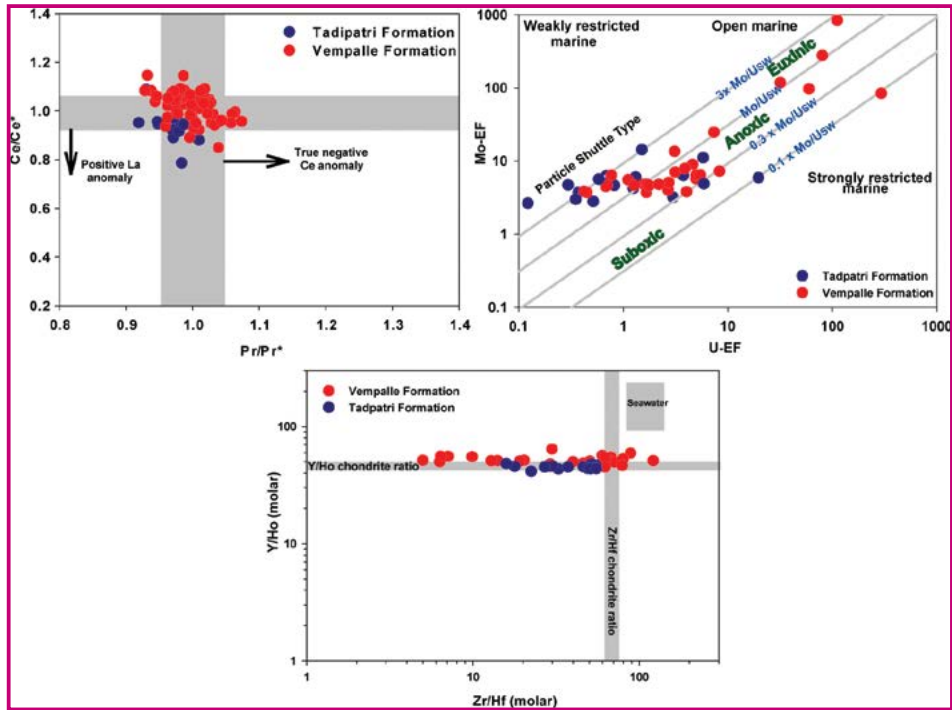 1.4
1.2
1.0
0.8
0.6
0.4
0.2
Ce/Ce*
Tadipatri Formation
Vempalle Formation
Positive La
anomaly
True negative
Ce anomaly
0.8
0.9
1.0
1.1
1.2
1.3
1.4
Pr/Pr*
1000
100
10
1
0.1
Mo-EF
Weakly restricted
marine
Open marine
Euxinic
3x Mo/Usw
Mo/Usw
Anoxic
0.3 x Mo/Usw
0.1 x Mo/Usw
Particle Shuttle Type
Strongly restricted
marine
Suboxic
Tadpatri Formation
Vempalle Formation
0.1
1
10
100
1000
U-EF
Vempalle Formation
Tadpatri Formation
Seawater
100
10
1
Y/Ho (molar)
Y/Ho chondrite ratio
Zr/Hf chondrite
ratio
1
10
100
Zr/Hf (molar)